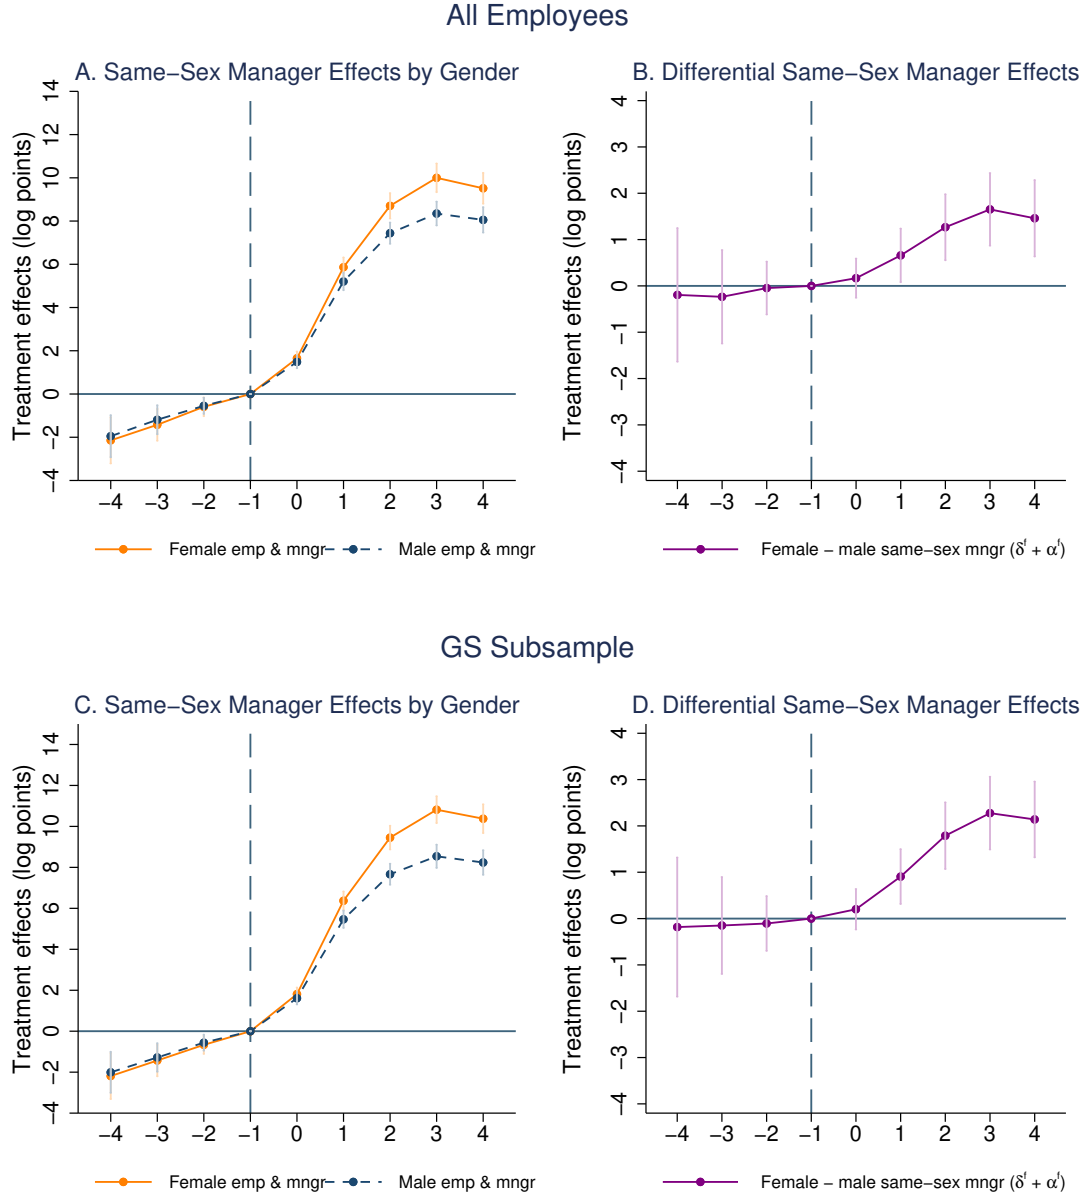 All Employees
A. Same−Sex Manager Effects by Gender
Treatment effects (log points)
14
12
10
8
6
4
2
0
−2
−4
−4 −3 −2 −1 0 1 2 3 4
Female emp & mngr Male emp & mngr
B. Differential Same−Sex Manager Effects
Treatment effects (log points)
4
3
2
1
0
−1
−2
−3
−4
−4 −3 −2 −1 0 1 2 3 4
Female − male same−sex mngr (δ^f + α^f)
GS Subsample
C. Same−Sex Manager Effects by Gender
Treatment effects (log points)
14
12
10
8
6
4
2
0
−2
−4
−4 −3 −2 −1 0 1 2 3 4
Female emp & mngr Male emp & mngr
D. Differential Same−Sex Manager Effects
Treatment effects (log points)
4
3
2
1
0
−1
−2
−3
−4
−4 −3 −2 −1 0 1 2 3 4
Female − male same−sex mngr (δ^f + α^f)